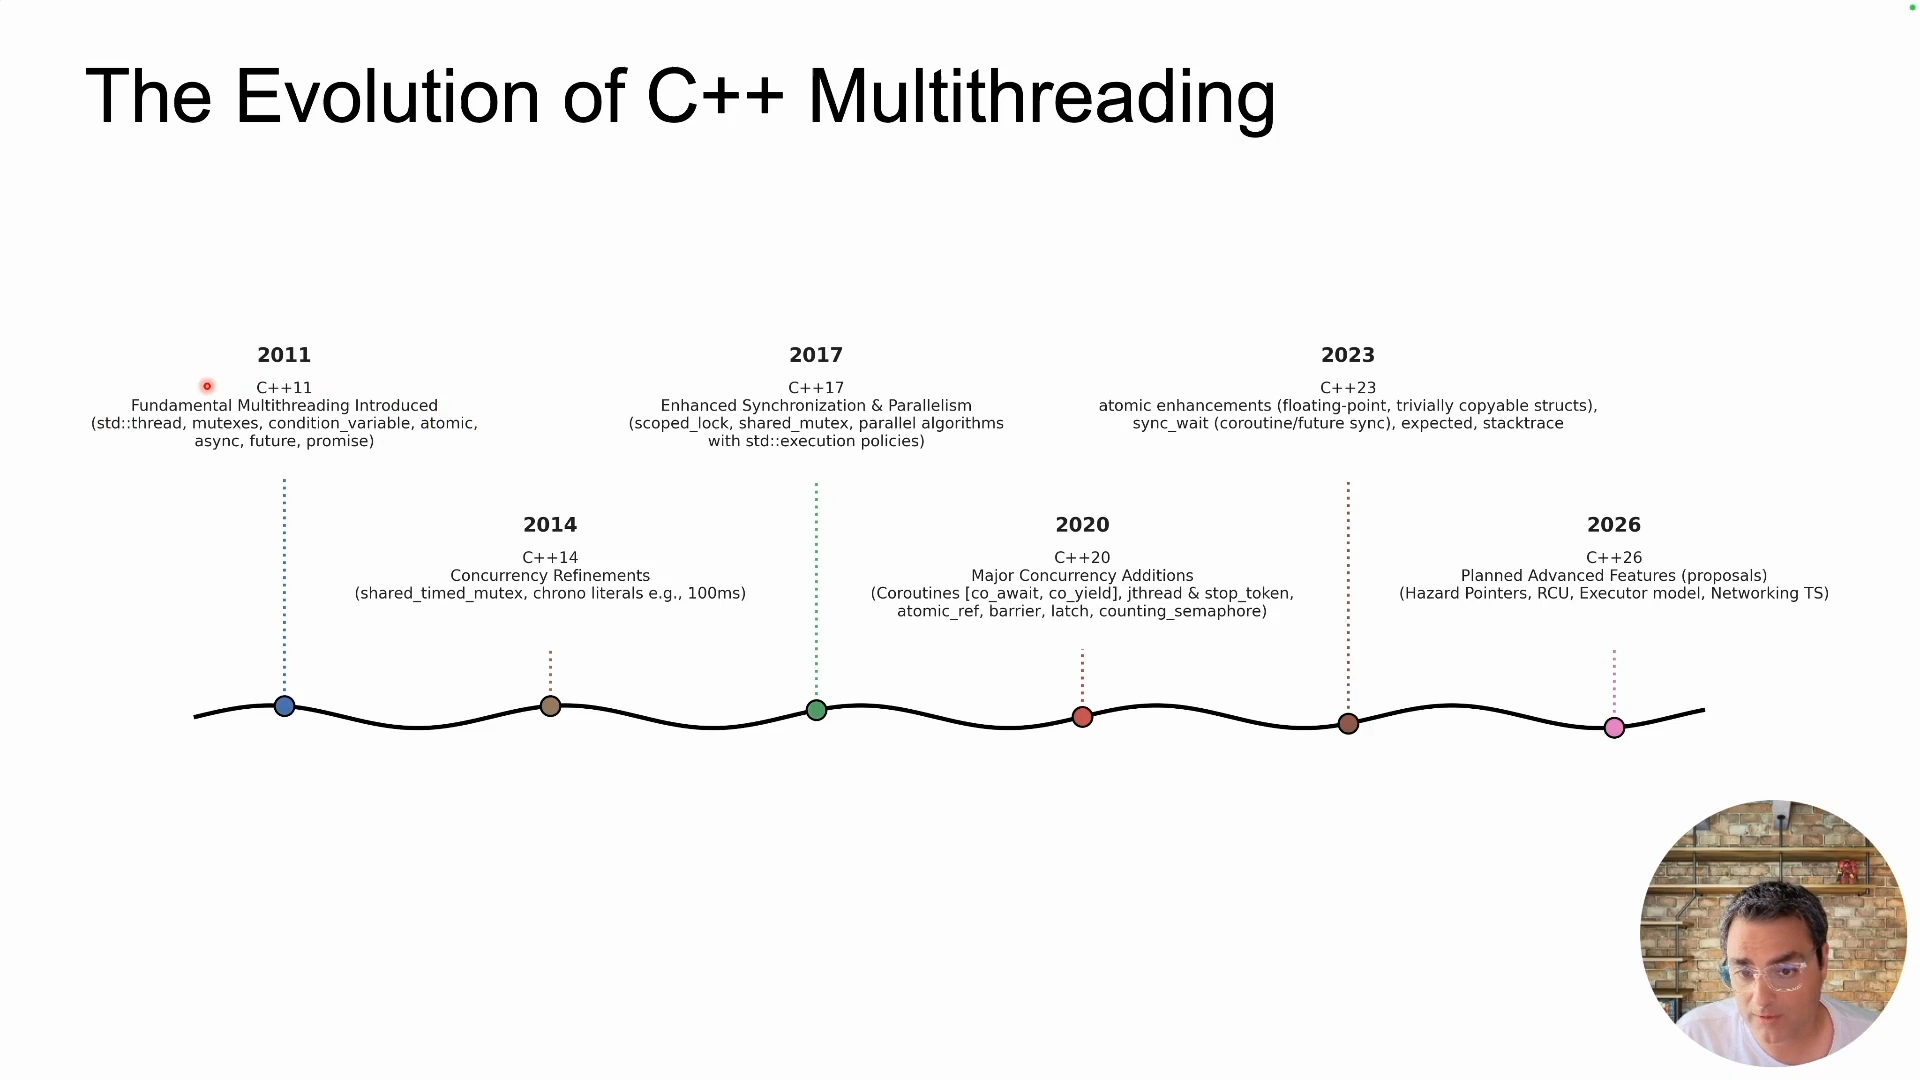 The Evolution of C++ Multithreading
2011
C++11
Fundamental Multithreading Introduced
(std::thread, mutexes, condition_variable, atomic,
async, future, promise)
2014
C++14
Concurrency Refinements
(shared_timed_mutex, chrono literals e.g., 100ms)
2017
C++17
Enhanced Synchronization & Parallelism
(scoped_lock, shared_mutex, parallel algorithms
with std::execution policies)
2020
C++20
Major Concurrency Additions
(Coroutines [co_await, co_yield], jthread & stop_token,
atomic_ref, barrier, latch, counting_semaphore)
2023
C++23
atomic enhancements (floating-point, trivially copyable structs),
sync_wait (coroutine/future sync), expected, stacktrace
2026
C++26
Planned Advanced Features (proposals)
(Hazard Pointers, RCU, Executor model, Networking TS)